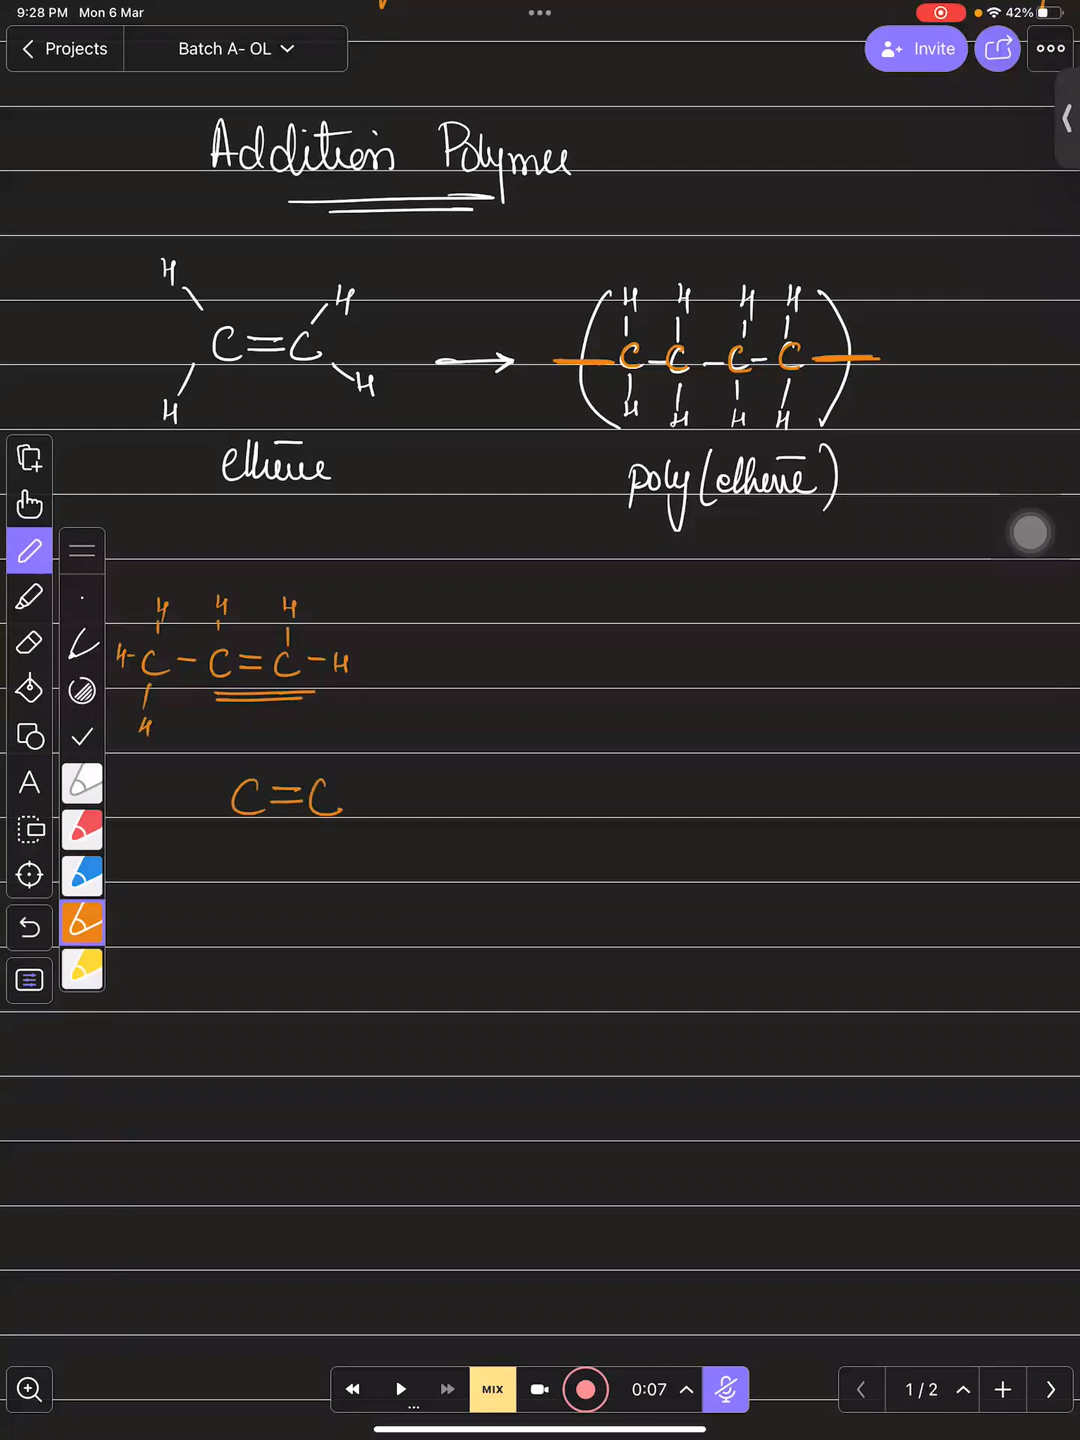 9:28 PM Mon 6 Mar
42%
Projects
Batch A- OL
Invite
Addition Polymer
H H
C=C
H H
H H H H
C-C-C-C
H H H H
ethene
poly(ethene)
H H H
H-C-C=C-H
H
C=C
A
MIX
0:07
1/2